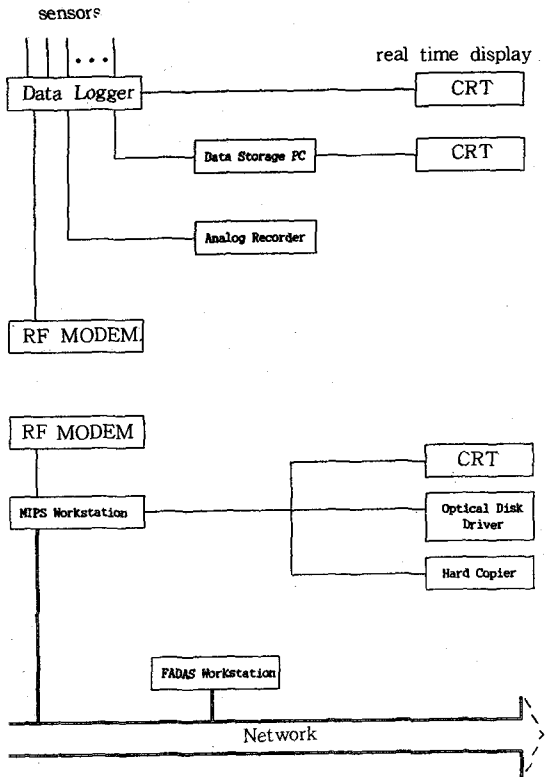 sensors
real time display
Data Logger
CRT
Data Storage PC
CRT
Analog Recorder
RF MODEM.
RF MODEM
CRT
MIPS Workstation
Optical Disk
Driver
Hard Copier
FADAS Workstation
Network